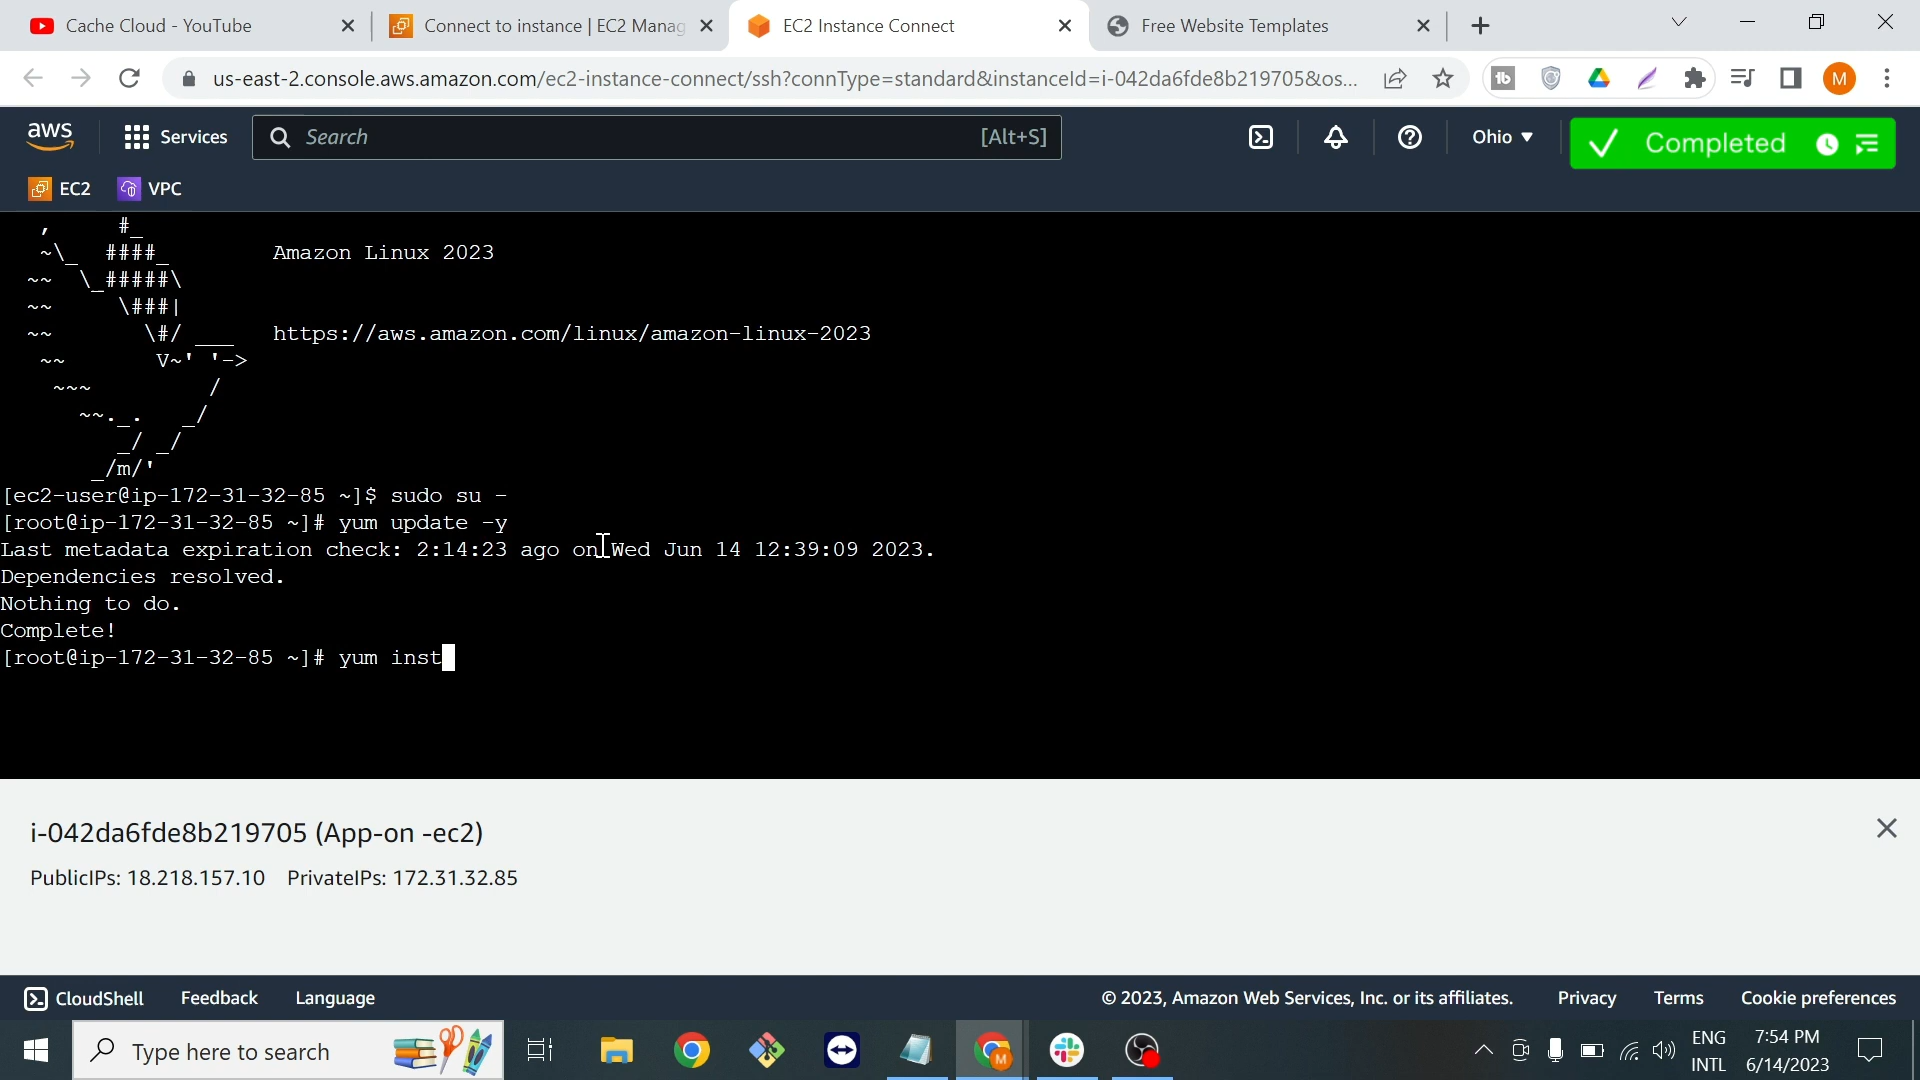 Cache Cloud - YouTube
Connect to instance | EC2 Manag
EC2 Instance Connect
Free Website Templates
us-east-2.console.aws.amazon.com/ec2-instance-connect/ssh?connType=standard&instanceId=i-042da6fde8b219705&os...
M
aws
Services
Search
[Alt+S]
Ohio
Completed
EC2
VPC
   ,     #_
   ~\_  ####_        Amazon Linux 2023
  ~~  \_#####\
  ~~     \###|
  ~~       \#/ ___   https://aws.amazon.com/linux/amazon-linux-2023
   ~~       V~' '->
    ~~~         /
      ~~._.   _/
         _/ _/
       _/m/'
[ec2-user@ip-172-31-32-85 ~]$ sudo su -
[root@ip-172-31-32-85 ~]# yum update -y
Last metadata expiration check: 2:14:23 ago on Wed Jun 14 12:39:09 2023.
Dependencies resolved.
Nothing to do.
Complete!
[root@ip-172-31-32-85 ~]# yum inst
i-042da6fde8b219705 (App-on -ec2)
PublicIPs: 18.218.157.10 PrivateIPs: 172.31.32.85
CloudShell
Feedback
Language
© 2023, Amazon Web Services, Inc. or its affiliates.
Privacy
Terms
Cookie preferences
Type here to search
M
ENG
INTL
7:54 PM
6/14/2023